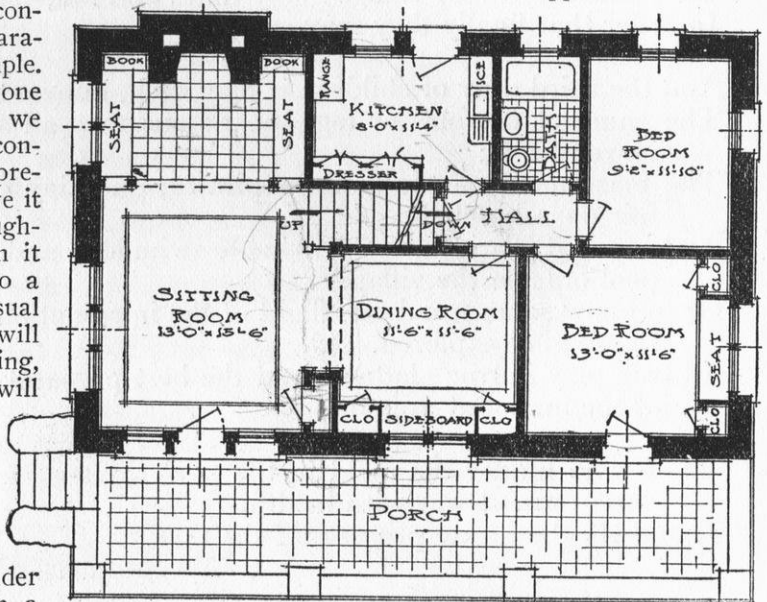 con-
ara-
ple.
one
we
con-
ore-
ve it
ugh-
n it
o a
sual
will
ing,
will
der
BOOK
BOOK
SEAT
SEAT
RANGE
KITCHEN
8'-0"x11'-4"
ICE
DRESSER
BATH
BED
ROOM
9'-2"x11'-10"
UP
DOWN
HALL
SITTING
ROOM
13'-0"x15'-6"
DINING ROOM
11'-6"x11'-6"
BED ROOM
13'-0"x11'-6"
CLO
SEAT
CLO
CLO
SIDEBOARD
CLO
PORCH